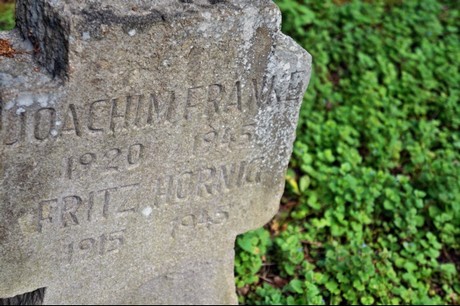 JOACHIM FRANKE
1920 1945
FRITZ HORNIG
1915 1945